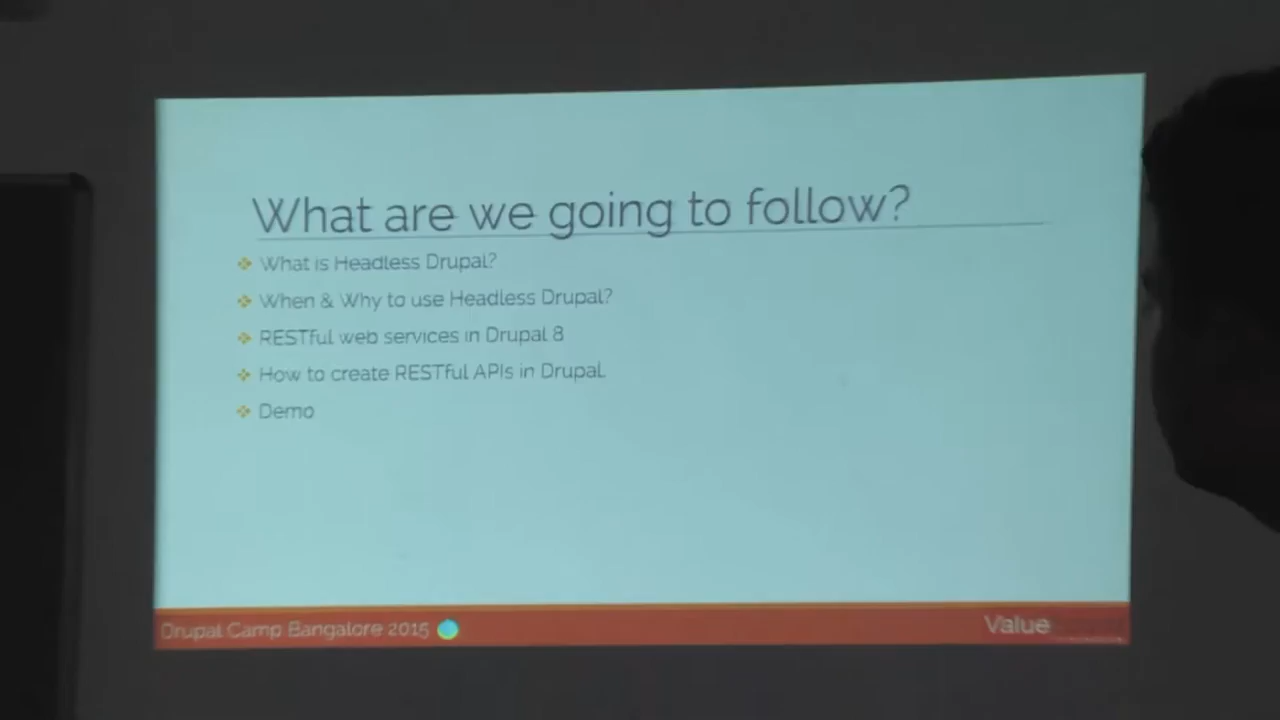 What are we going to follow?
What is Headless Drupal?
When & Why to use Headless Drupal?
RESTful web services in Drupal 8
How to create RESTful APIs in Drupal.
Demo
Drupal Camp Bangalore 2015
Value